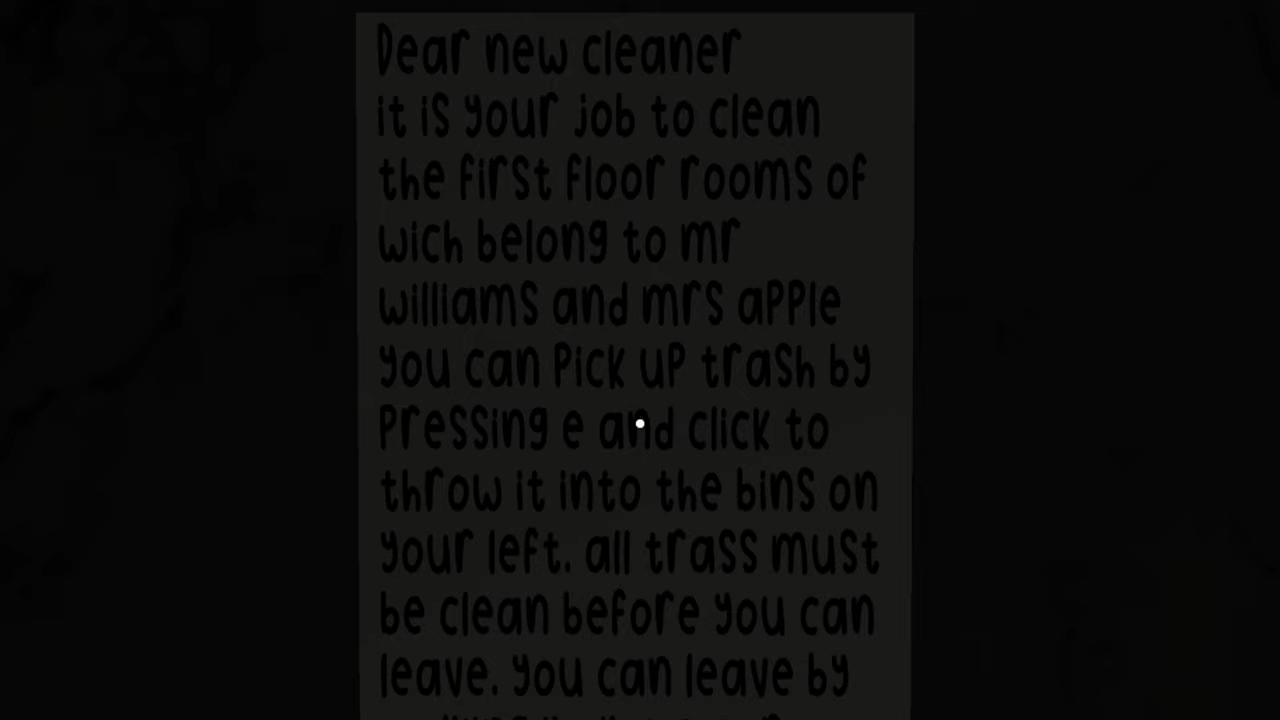 Dear new cleaner
it is your job to clean
the first floor rooms of
wich belong to mr
williams and mrs apple
you can pick up trash by
pressing e and click to
throw it into the bins on
your left. all trass must
be clean before you can
leave. you can leave by